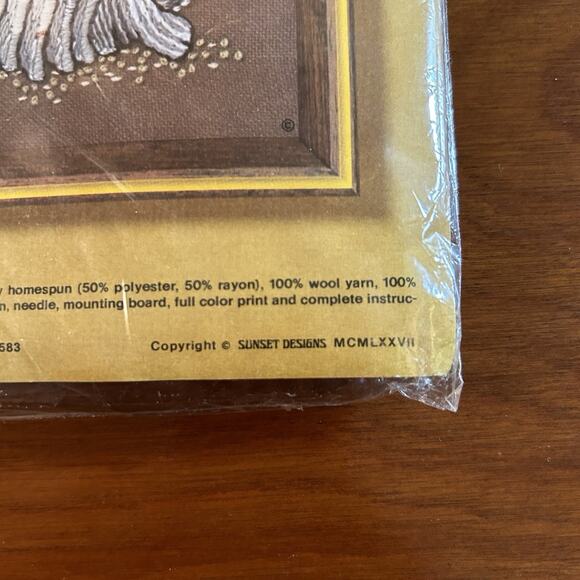 ©
homespun (50% polyester, 50% rayon), 100% wool yarn, 100%
needle, mounting board, full color print and complete instruc-
583 Copyright © SUNSET DESIGNS MCMLXXVII